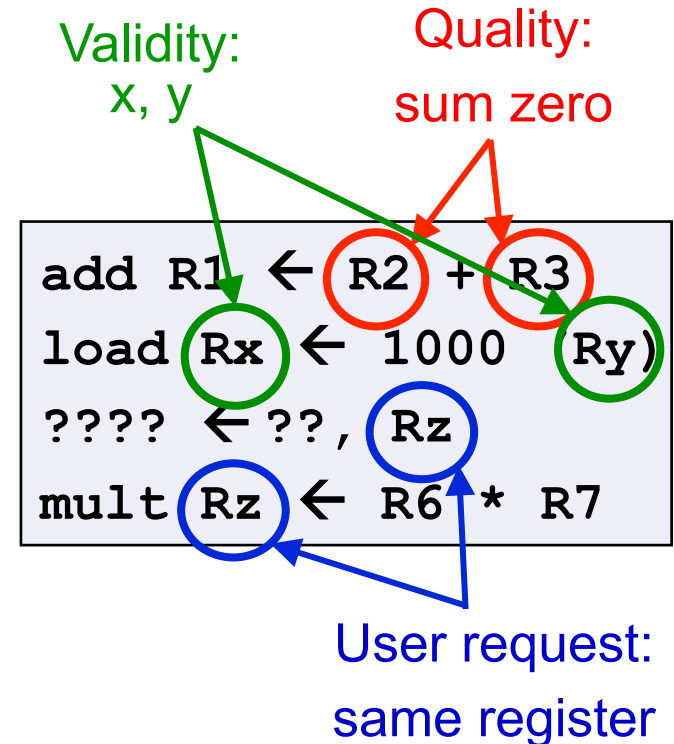 Validity:
x, y
Quality:
sum zero
add R1 ← R2 + R3
load Rx ← 1000 (Ry)
???? ← ??, Rz
mult Rz ← R6 * R7
User request:
same register